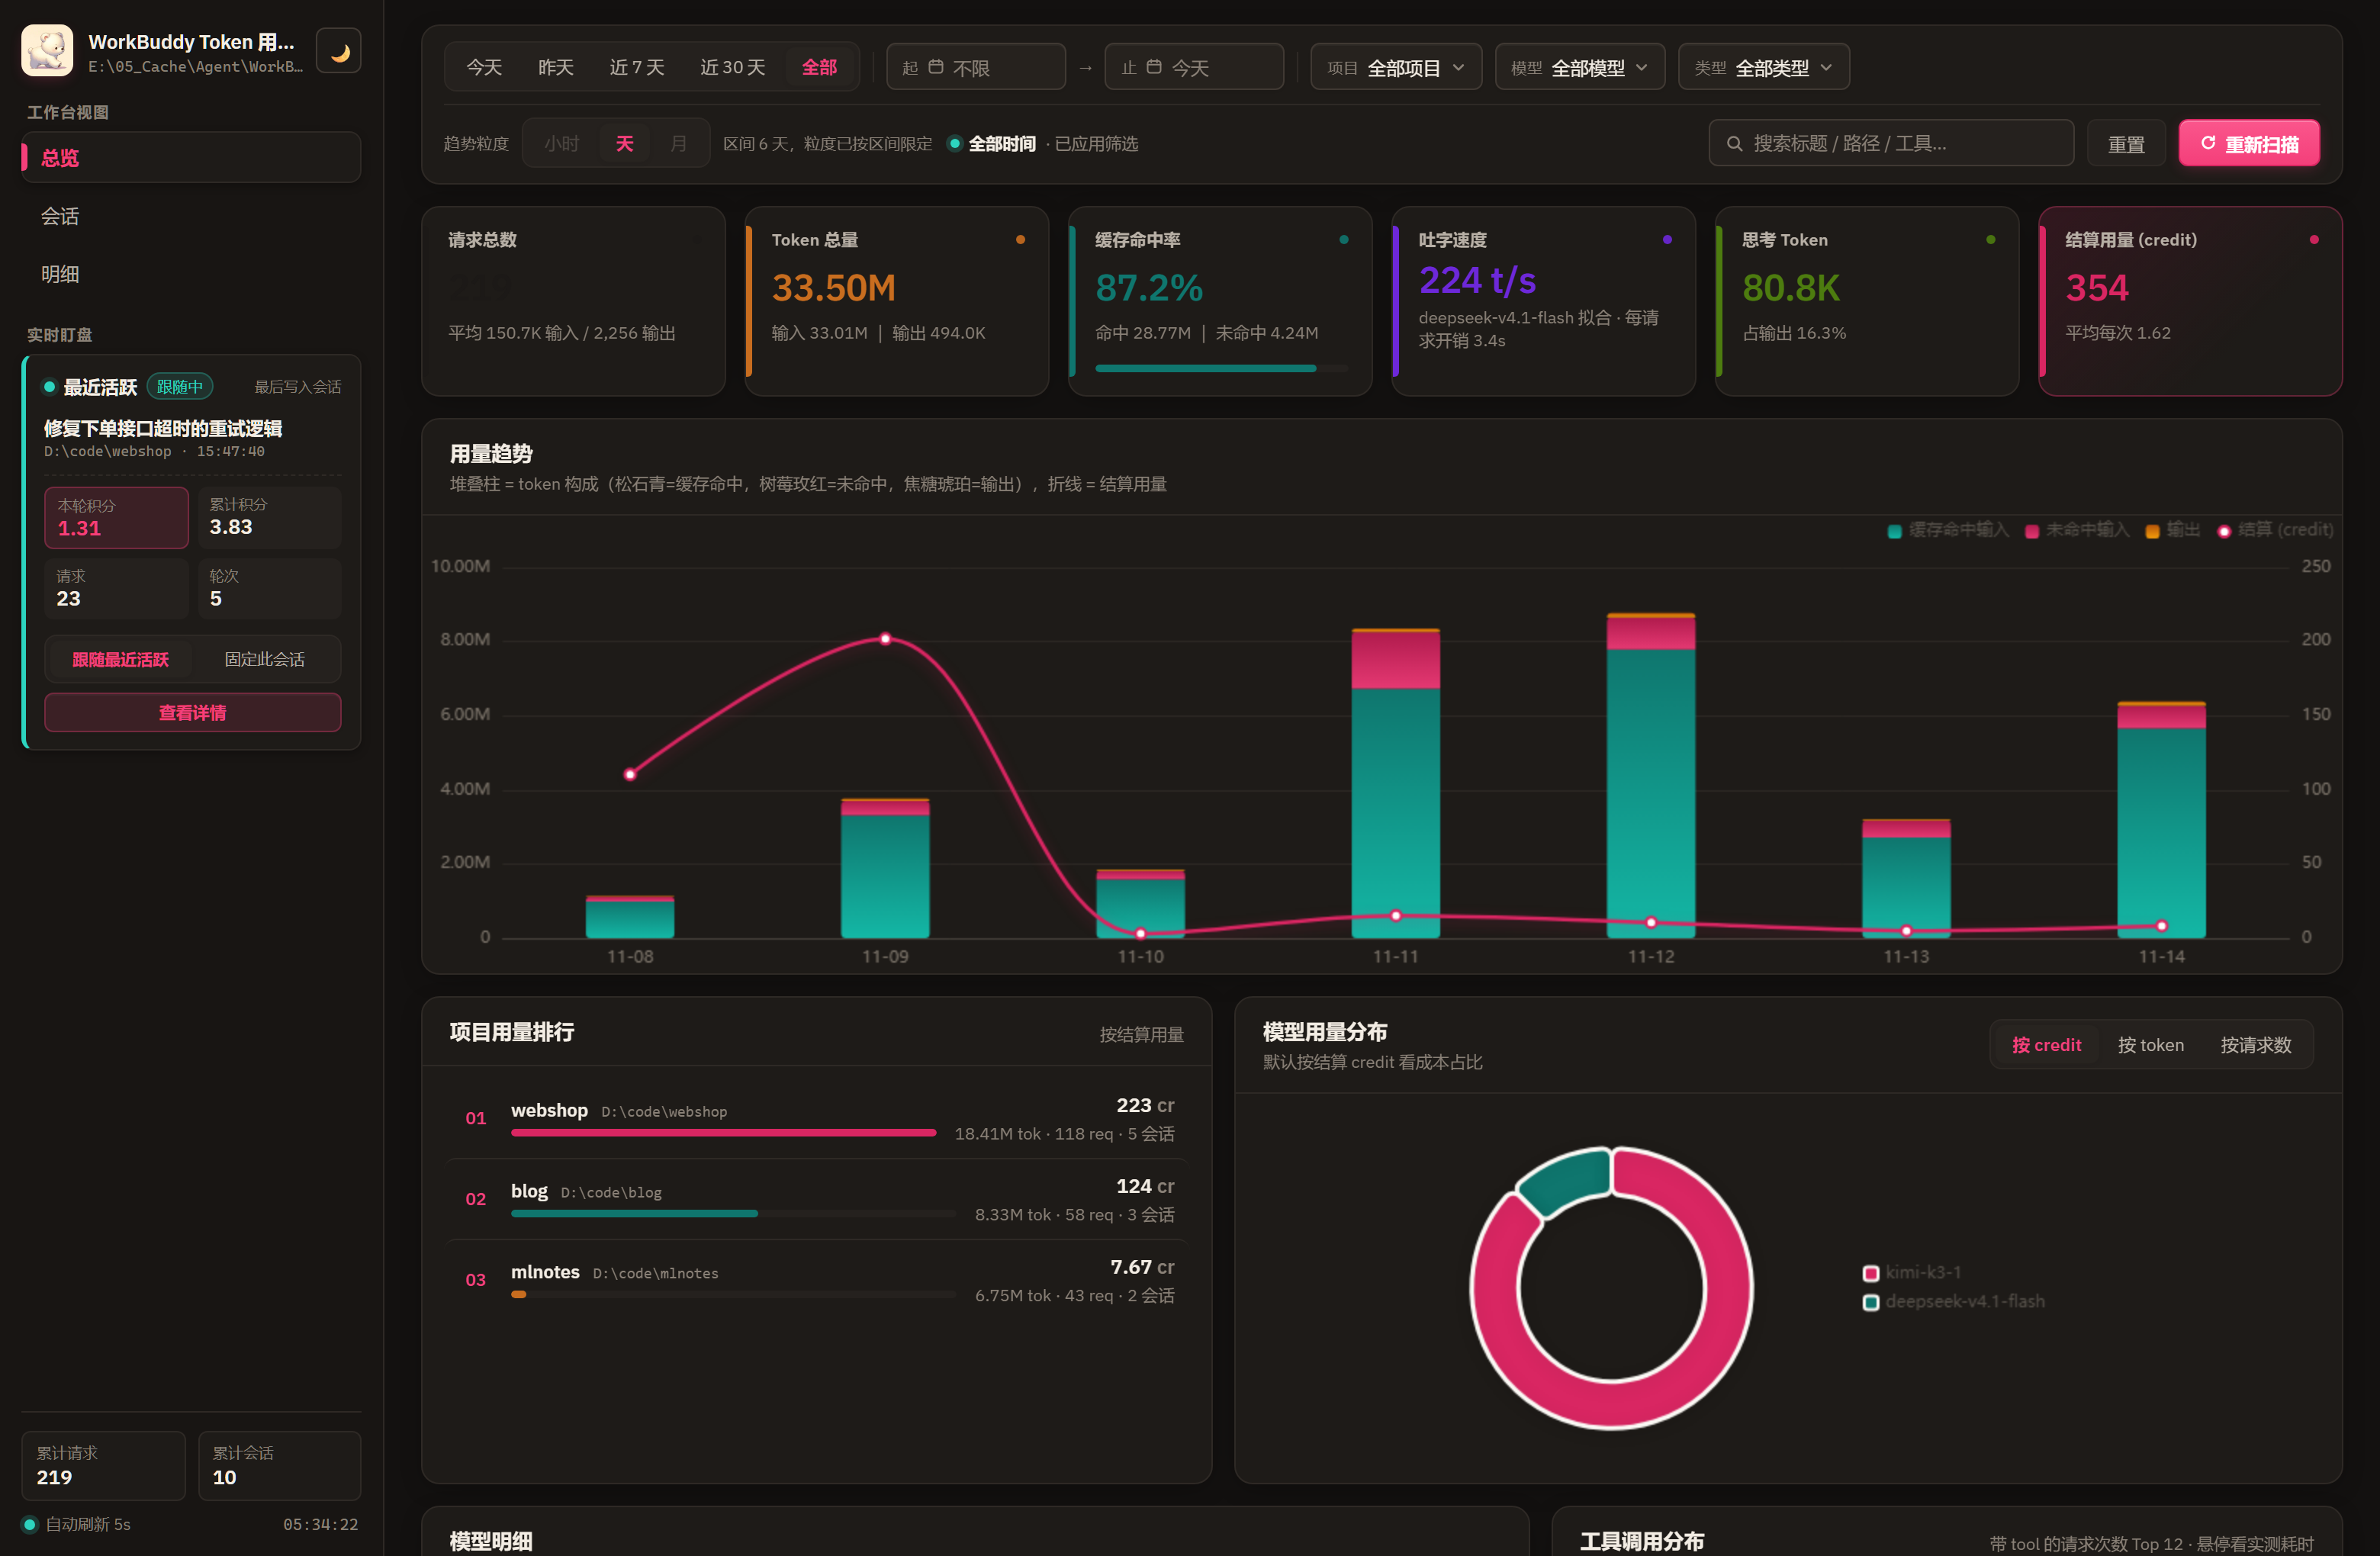 WorkBuddy Token 用...
E:\05_Cache\Agent\WorkB...
工作台视图
总览
会话
明细
实时盯盘
最近活跃 跟随中 最后写入会话
修复下单接口超时的重试逻辑
D:\code\webshop · 15:47:40
本轮积分 累计积分
1.31 3.83
请求 轮次
23 5
跟随最近活跃 固定此会话
查看详情
累计请求 累计会话
219 10
自动刷新 5s 05:34:22
今天 昨天 近 7 天 近 30 天 全部 起 不限 → 止 今天 项目 全部项目 模型 全部模型 类型 全部类型
趋势粒度 小时 天 月 区间 6 天，粒度已按区间限定 全部时间 · 已应用筛选 搜索标题 / 路径 / 工具... 重置 重新扫描
请求总数
219
平均 150.7K 输入 / 2,256 输出
Token 总量
33.50M
输入 33.01M | 输出 494.0K
缓存命中率
87.2%
命中 28.77M | 未命中 4.24M
吐字速度
224 t/s
deepseek-v4.1-flash 拟合 · 每请
求开销 3.4s
思考 Token
80.8K
占输出 16.3%
结算用量 (credit)
354
平均每次 1.62
用量趋势
堆叠柱 = token 构成（松石青=缓存命中，树莓玫红=未命中，焦糖琥珀=输出），折线 = 结算用量
缓存命中输入 未命中输入 输出 结算 (credit)
10.00M 250
8.00M 200
6.00M 150
4.00M 100
2.00M 50
0 0
11-08 11-09 11-10 11-11 11-12 11-13 11-14
项目用量排行 按结算用量
01 webshop D:\code\webshop 223 cr
18.41M tok · 118 req · 5 会话
02 blog D:\code\blog 124 cr
8.33M tok · 58 req · 3 会话
03 mlnotes D:\code\mlnotes 7.67 cr
6.75M tok · 43 req · 2 会话
模型用量分布
默认按结算 credit 看成本占比
按 credit 按 token 按请求数
kimi-k3-1
deepseek-v4.1-flash
模型明细
工具调用分布 带 tool 的请求次数 Top 12 · 悬停看实测耗时